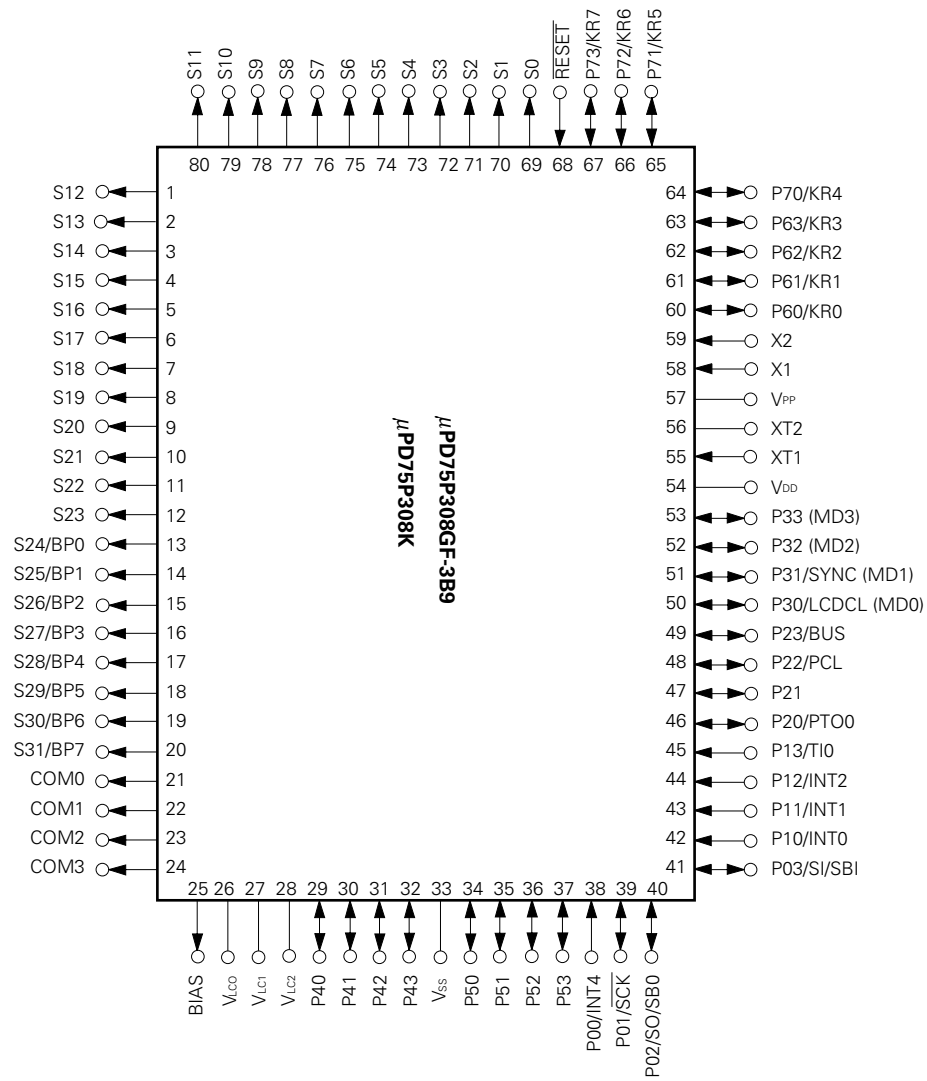 S11
S10
S9
S8
S7
S6
S5
S4
S3
S2
S1
S0
RESET
P73/KR7
P72/KR6
P71/KR5
80 79 78 77 76 75 74 73 72 71 70 69 68 67 66 65
S12 1 64 P70/KR4
S13 2 63 P63/KR3
S14 3 62 P62/KR2
S15 4 61 P61/KR1
S16 5 60 P60/KR0
S17 6 59 X2
S18 7 58 X1
S19 8 57 VPP
S20 9 56 XT2
S21 10 55 XT1
S22 11 54 VDD
S23 12 53 P33 (MD3)
S24/BP0 13 52 P32 (MD2)
S25/BP1 14 51 P31/SYNC (MD1)
S26/BP2 15 50 P30/LCDCL (MD0)
S27/BP3 16 49 P23/BUS
S28/BP4 17 48 P22/PCL
S29/BP5 18 47 P21
S30/BP6 19 46 P20/PTO0
S31/BP7 20 45 P13/TI0
COM0 21 44 P12/INT2
COM1 22 43 P11/INT1
COM2 23 42 P10/INT0
COM3 24 41 P03/SI/SBI
μPD75P308GF-3B9
μPD75P308K
25 26 27 28 29 30 31 32 33 34 35 36 37 38 39 40
BIAS
VLC0
VLC1
VLC2
P40
P41
P42
P43
VSS
P50
P51
P52
P53
P00/INT4
P01/SCK
P02/SO/SB0